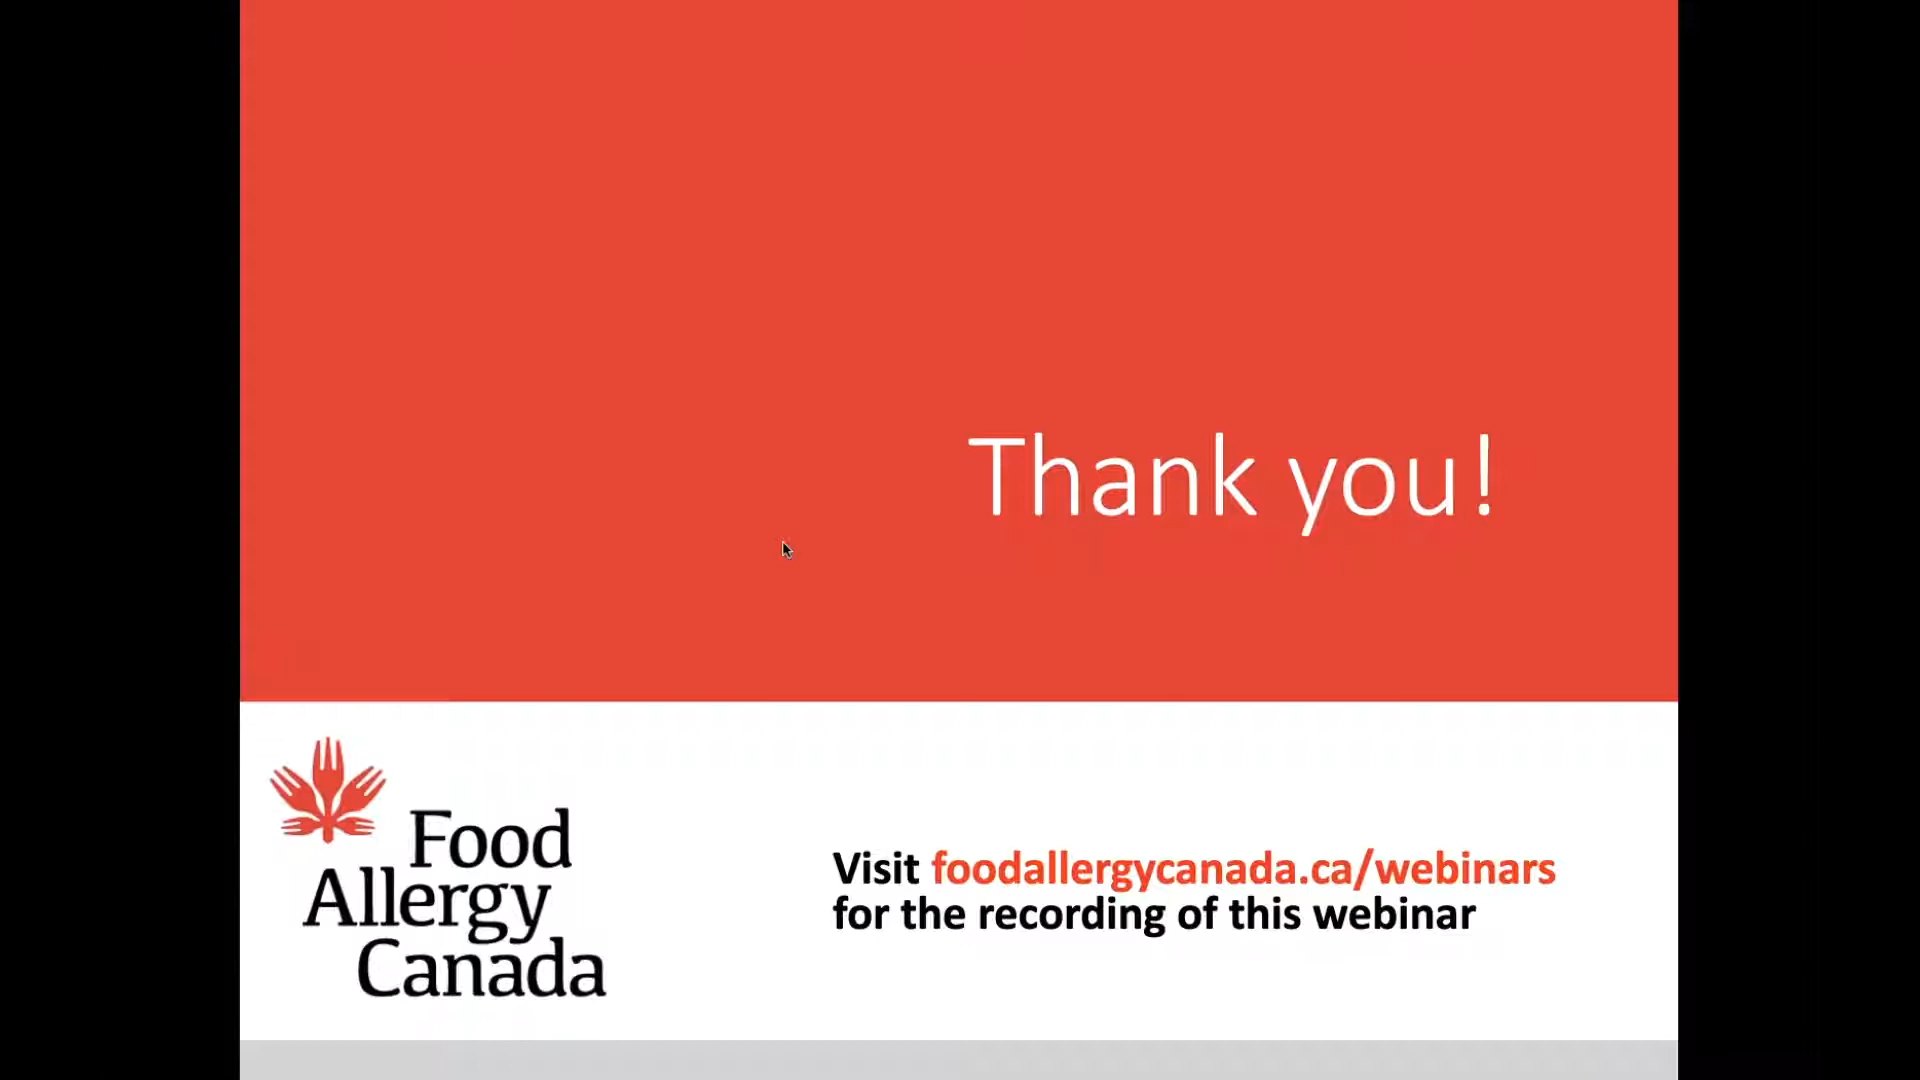 Thank you!
Food
Allergy
Canada
Visit foodallergycanada.ca/webinars
for the recording of this webinar